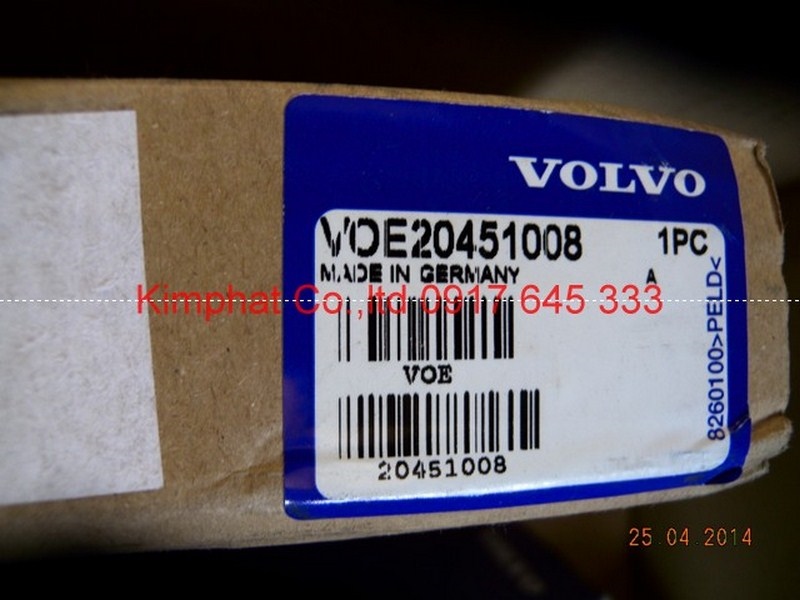 VOLVO
VOE20451008 1PC
MADE IN GERMANY A
Kimphat Co.,ltd 0917 645 333
VOE
20451008
8260100>PELD<
25.04.2014